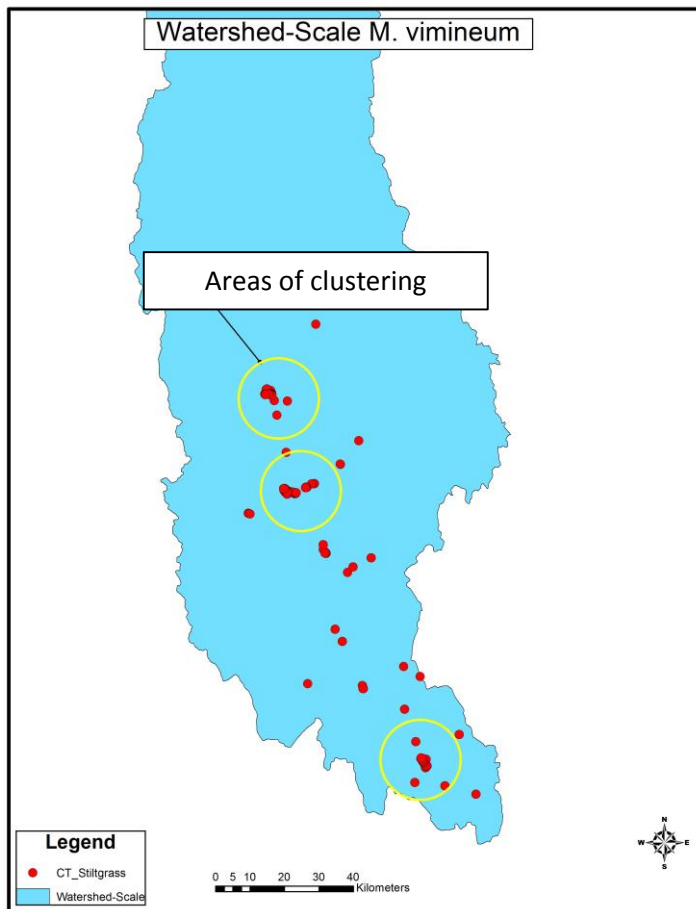 Watershed-Scale M. vimineum
Areas of clustering
Legend
CT_Stiltgrass
Watershed-Scale
0 5 10 20 30 40
Kilometers
N
W E
S